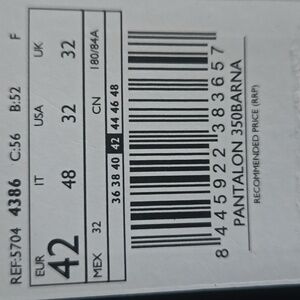 REF:5704 4386 C:56 B:52 F
EUR IT USA UK
42 48 32 32
MEX 32 CN 180/84A
36 38 40 42 44 46 48
8 445922 383657
PANTALON 350BARNA
RECOMMENDED PRICE (RRP)